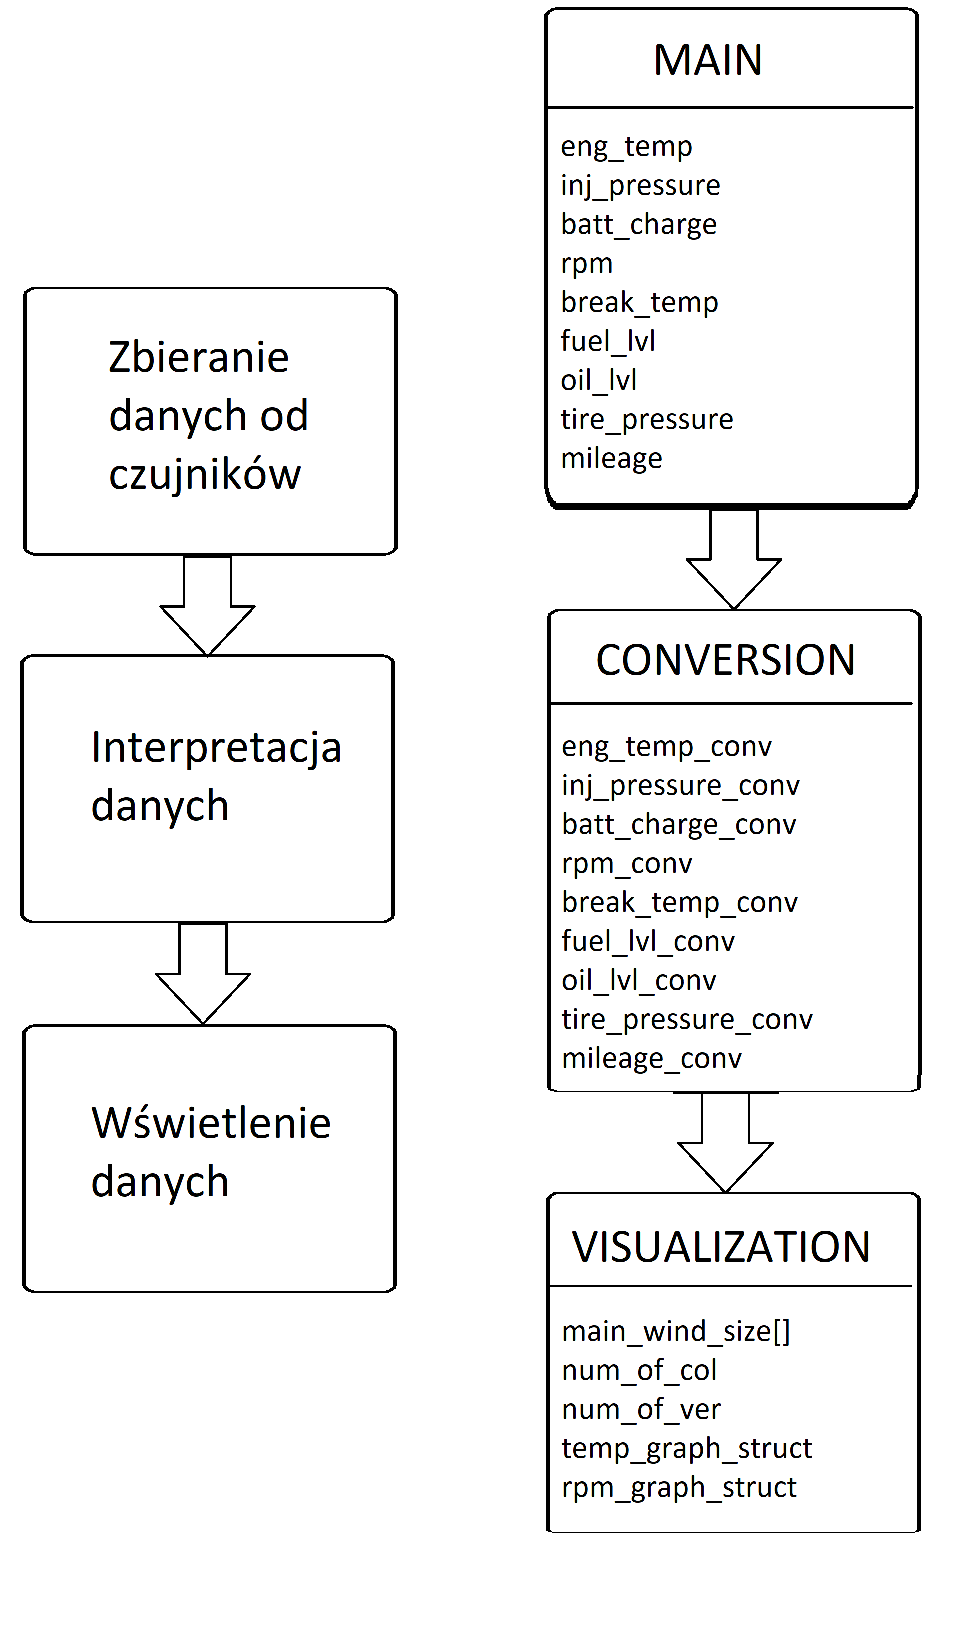 Zbieranie
danych od
czujników
Interpretacja
danych
Wświetlenie
danych
MAIN
eng_temp
inj_pressure
batt_charge
rpm
break_temp
fuel_lvl
oil_lvl
tire_pressure
mileage
CONVERSION
eng_temp_conv
inj_pressure_conv
batt_charge_conv
rpm_conv
break_temp_conv
fuel_lvl_conv
oil_lvl_conv
tire_pressure_conv
mileage_conv
VISUALIZATION
main_wind_size[]
num_of_col
num_of_ver
temp_graph_struct
rpm_graph_struct